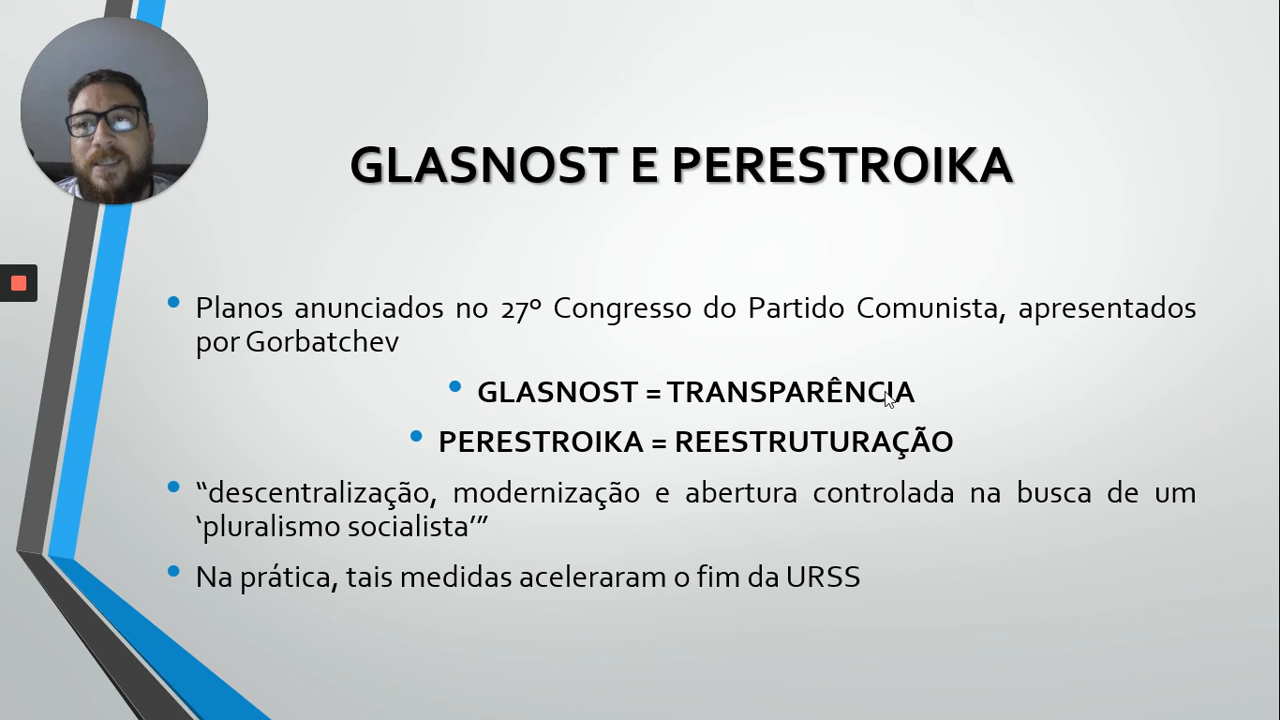 GLASNOST E PERESTROIKA
• Planos anunciados no 27º Congresso do Partido Comunista, apresentados
por Gorbatchev
• GLASNOST = TRANSPARÊNCIA
• PERESTROIKA = REESTRUTURAÇÃO
• “descentralização, modernização e abertura controlada na busca de um
‘pluralismo socialista’”
• Na prática, tais medidas aceleraram o fim da URSS